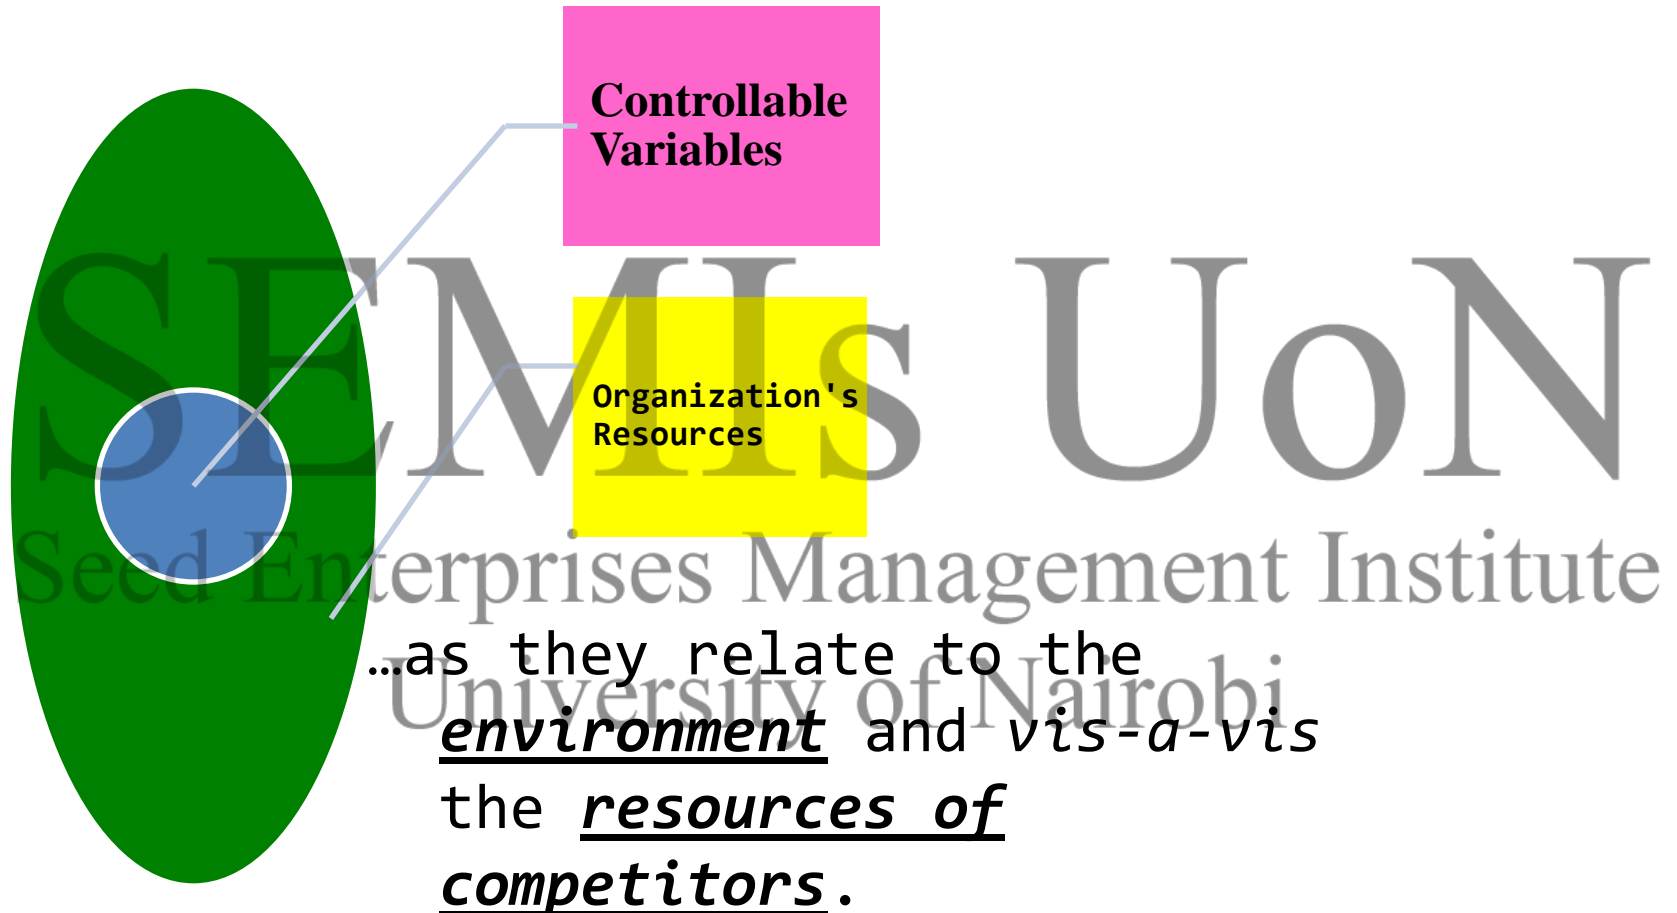 Controllable
Variables
SEMIs UoN
Organization's
Resources
Seed Enterprises Management Institute
…as they relate to the
University of Nairobi
environment and vis-a-vis
the resources of
competitors.